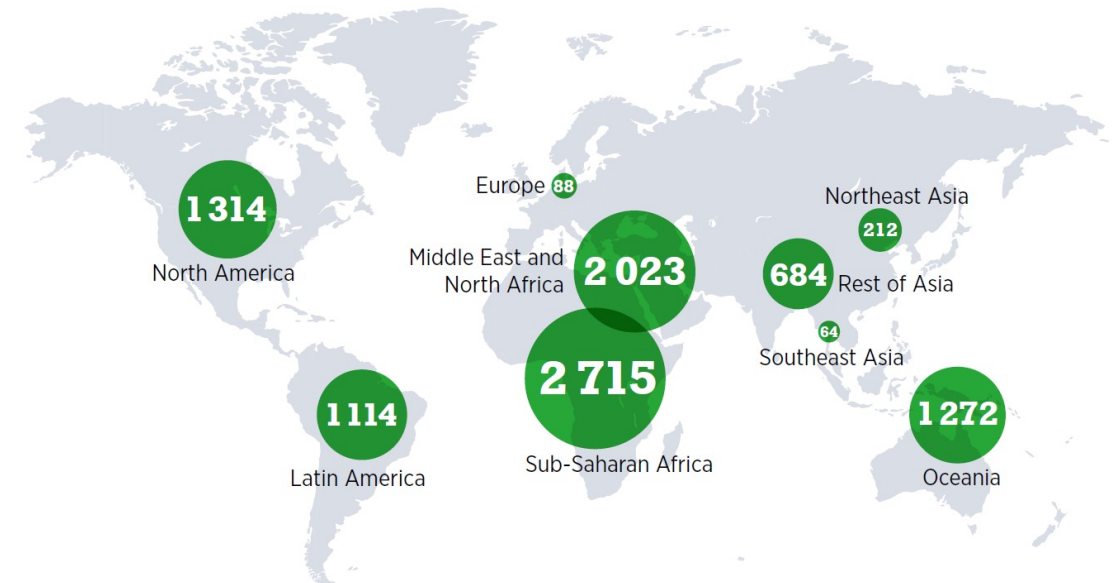 1 314
North America
Europe 88
Northeast Asia
212
Middle East and
North Africa
2 023
684
Rest of Asia
64
Southeast Asia
2 715
Sub-Saharan Africa
1 114
Latin America
1 272
Oceania